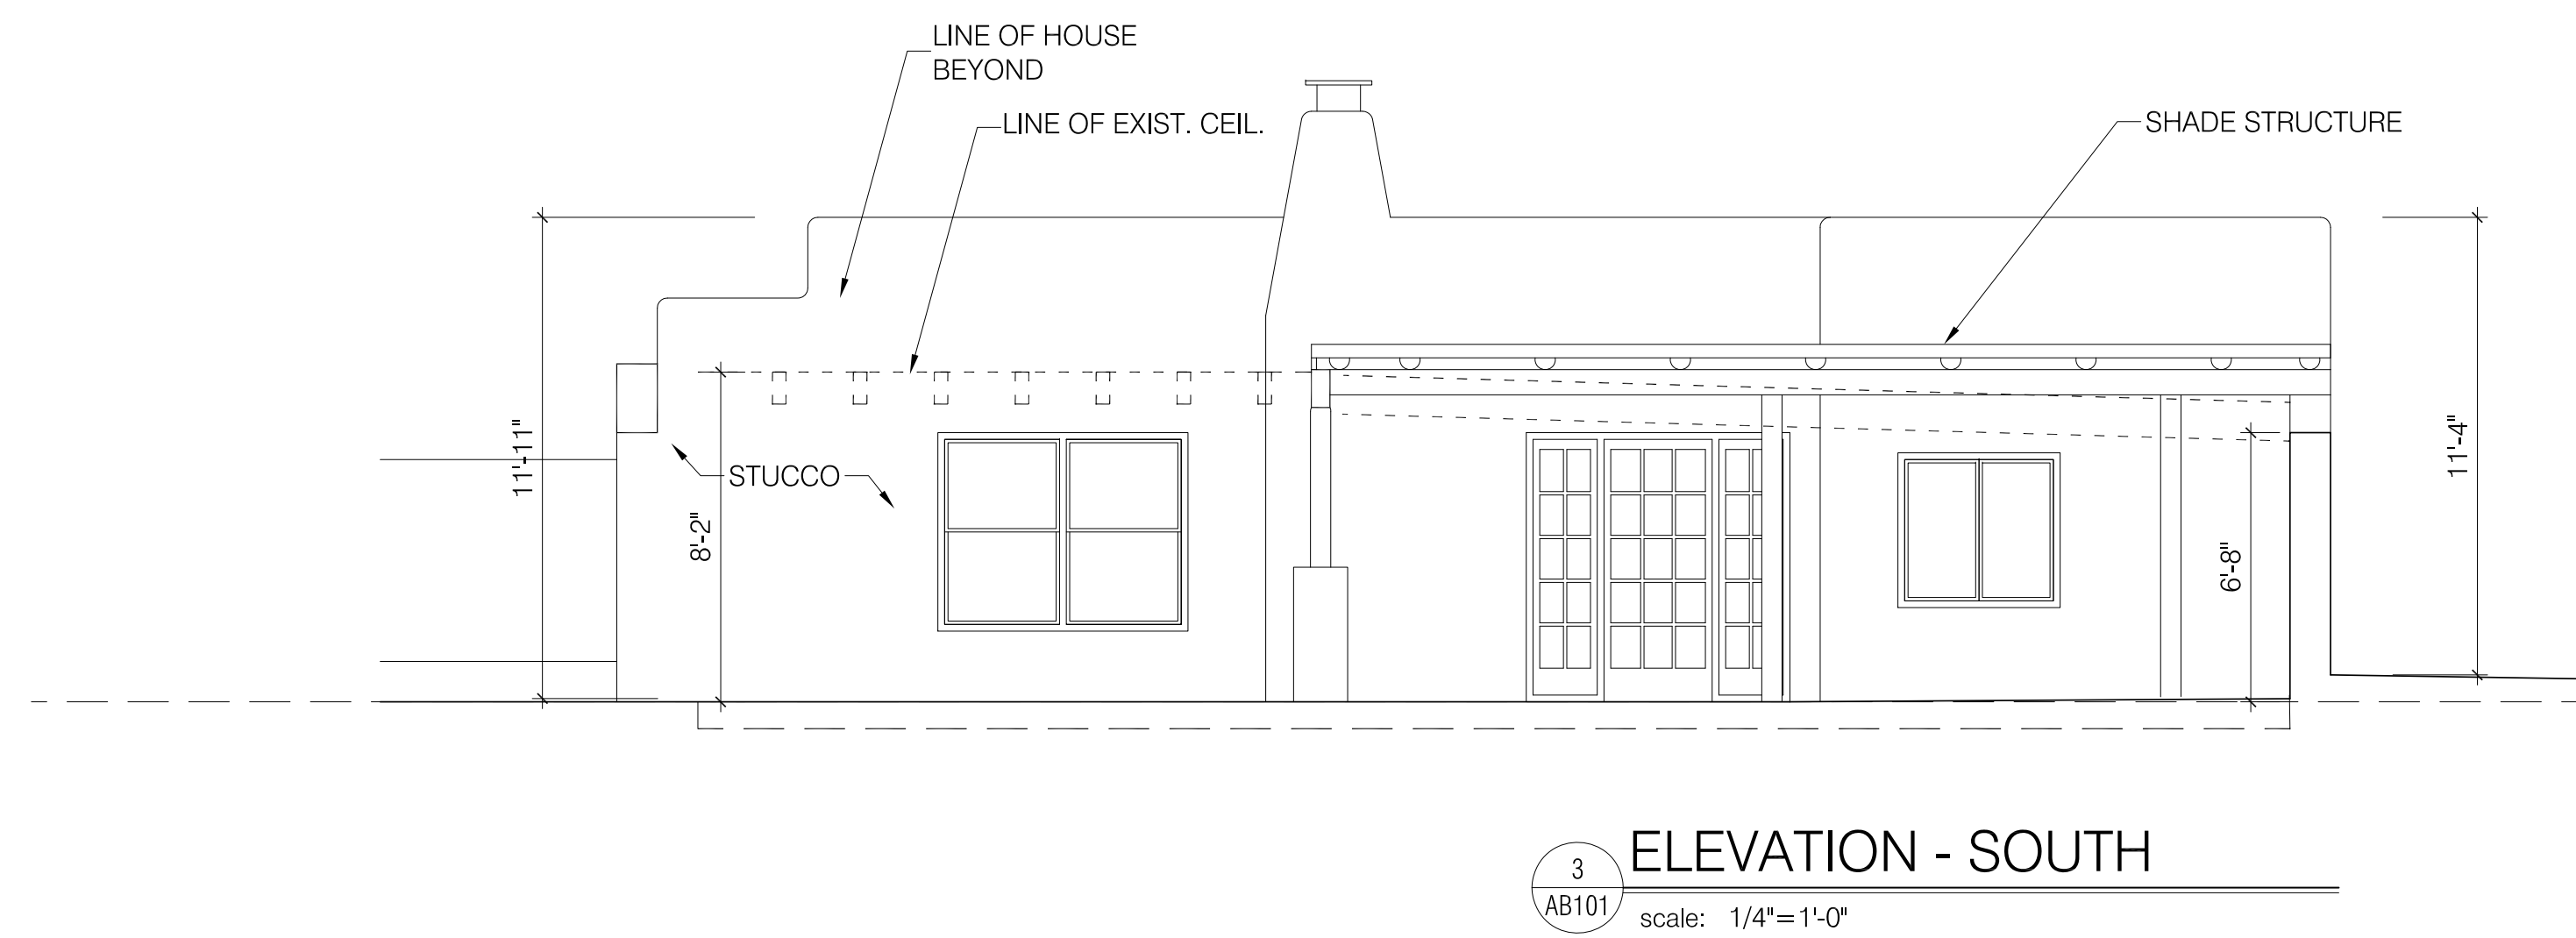 LINE OF HOUSE
BEYOND
LINE OF EXIST. CEIL.
SHADE STRUCTURE
11'-11"
8'-2"
STUCCO
6'-8"
11'-4"
3
AB101
ELEVATION - SOUTH
scale: 1/4"=1'-0"